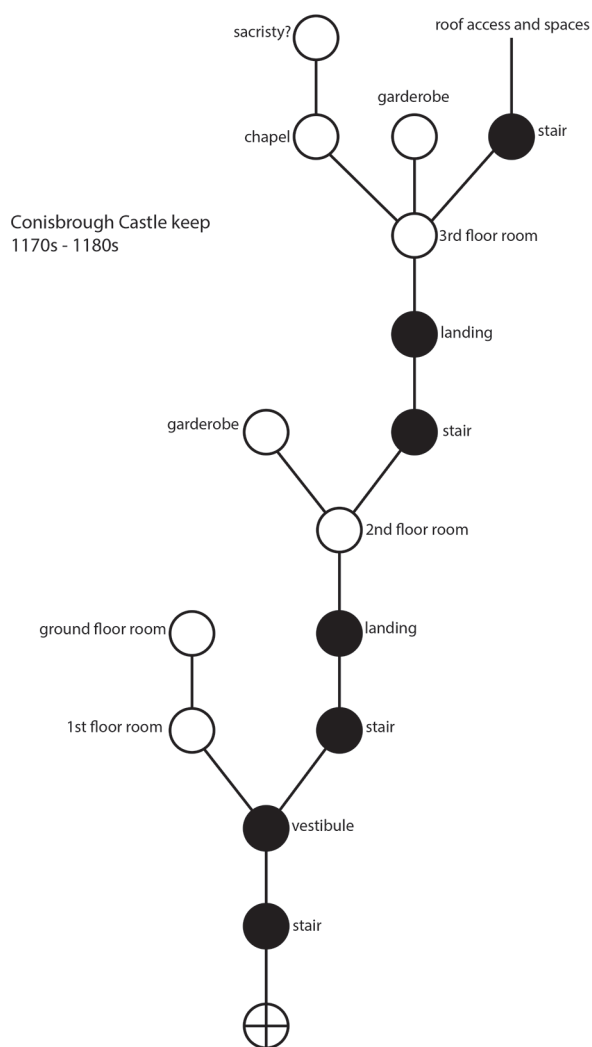 roof access and spaces
sacristy?
garderobe
chapel
stair
Conisbrough Castle keep
1170s - 1180s
3rd floor room
landing
garderobe
stair
2nd floor room
ground floor room
landing
1st floor room
stair
vestibule
stair